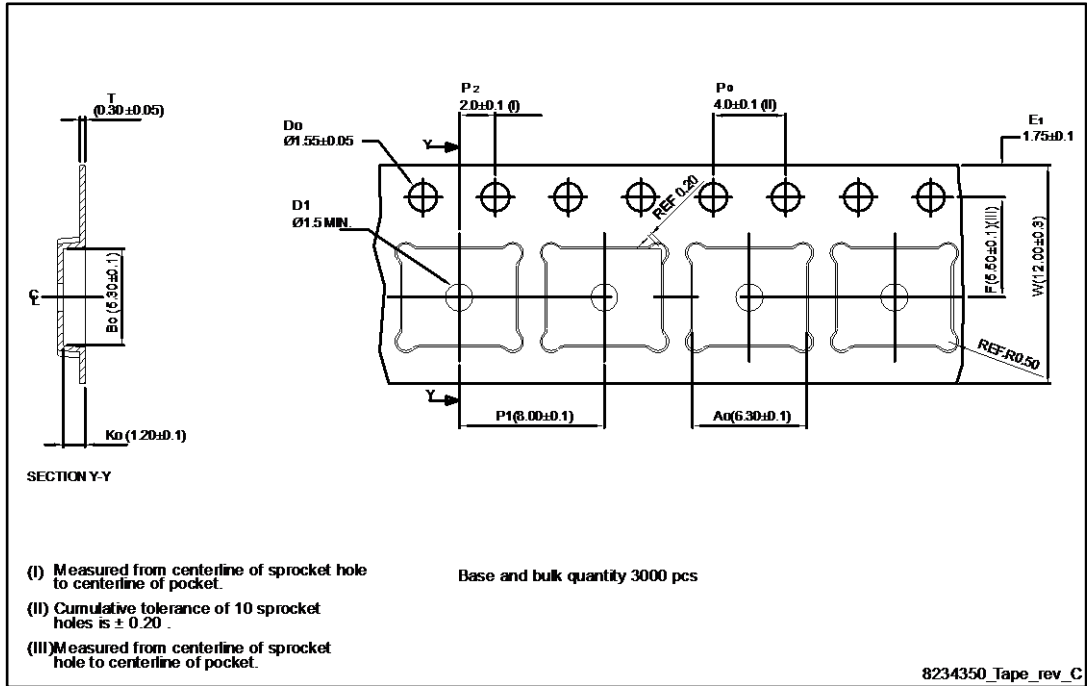 T
(0.30 ±0.05)
P2
2.0±0.1 (I)
Po
4.0±0.1 (II)
E1
1.75±0.1
Do
Ø1.55±0.05
Y
D1
Ø1.5 MIN.
REF 0.20
F(5.50±0.1)(III)
W(12.00±0.3)
Bo (5.30±0.1)
CL
REF-R0.50
Y
P1(8.00±0.1)
Ao(6.30±0.1)
Ko (1.20±0.1)
SECTION Y-Y
(I) Measured from centerline of sprocket hole
to centerline of pocket.
Base and bulk quantity 3000 pcs
(II) Cumulative tolerance of 10 sprocket
holes is ± 0.20 .
(III)Measured from centerline of sprocket
hole to centerline of pocket.
8234350_Tape_rev_C